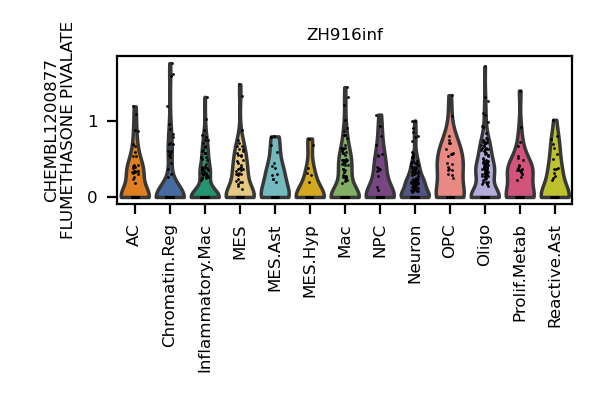 ZH916inf
CHEMBL1200877
FLUMETHASONE PIVALATE
1
0
AC
Chromatin.Reg
Inflammatory.Mac
MES
MES.Ast
MES.Hyp
Mac
NPC
Neuron
OPC
Oligo
Prolif.Metab
Reactive.Ast